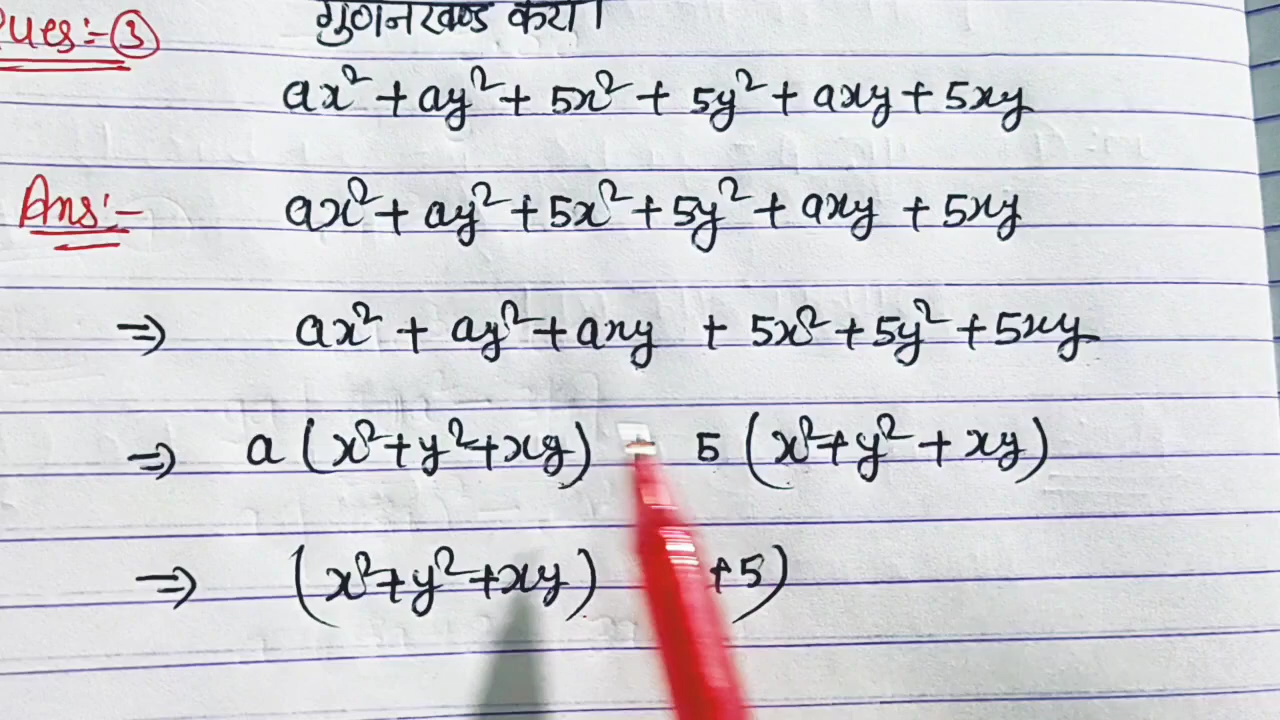 Ques:- ③ गुणनखण्ड करो।
ax² + ay² + 5x² + 5y² + axy + 5xy
Ans:- ax² + ay² + 5x² + 5y² + axy + 5xy
⇒ ax² + ay² + axy + 5x² + 5y² + 5xy
⇒ a (x² + y² + xy) + 5 (x² + y² + xy)
⇒ (x² + y² + xy) +5)